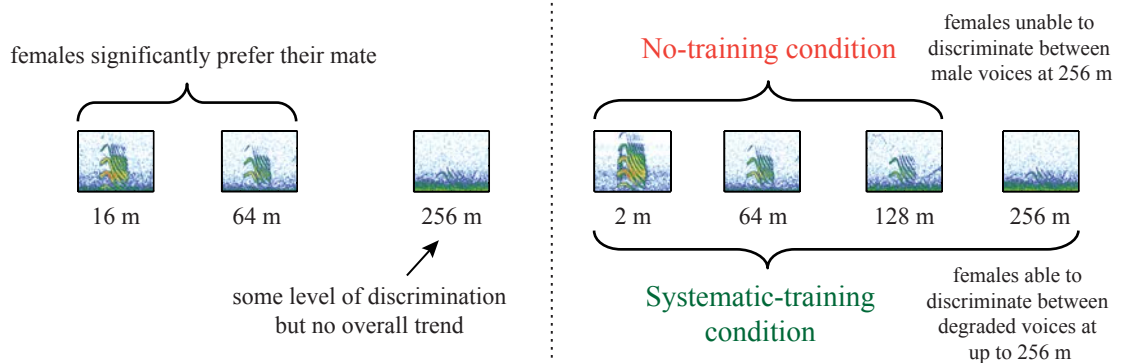 females significantly prefer their mate
16 m
64 m
256 m
some level of discrimination
but no overall trend
No-training condition
females unable to
discriminate between
male voices at 256 m
2 m
64 m
128 m
256 m
Systematic-training
condition
females able to
discriminate between
degraded voices at
up to 256 m